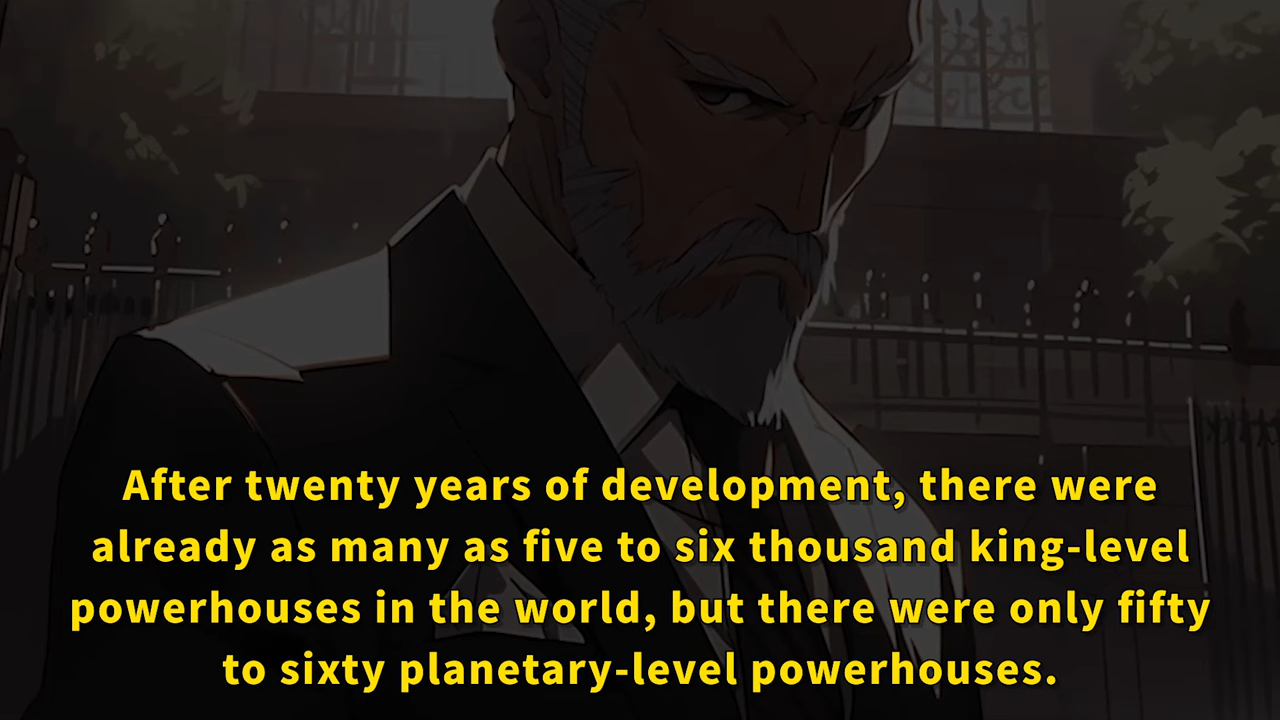 After twenty years of development, there were
already as many as five to six thousand king-level
powerhouses in the world, but there were only fifty
to sixty planetary-level powerhouses.